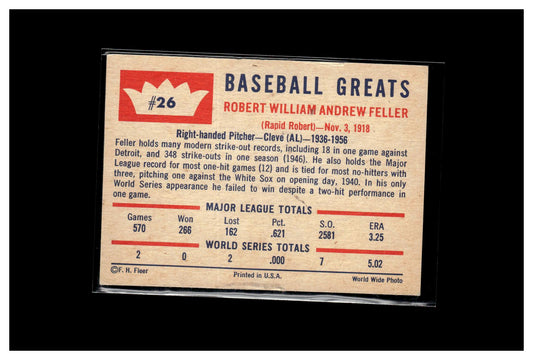 #26
BASEBALL GREATS
ROBERT WILLIAM ANDREW FELLER
(Rapid Robert)—Nov. 3, 1918
Right-handed Pitcher—Cleve (AL)—1936-1956
Feller holds many modern strike-out records, including 18 in one game against
Detroit, and 348 strike-outs in one season (1946). He also holds the Major
League record for most one-hit games (12) and is tied for most no-hitters with
three, pitching one against the White Sox on opening day, 1940. In his only
World Series appearance he failed to win despite a two-hit performance in
one game.
MAJOR LEAGUE TOTALS
Games Won Lost Pct. S.O. ERA
570 266 162 .621 2581 3.25
WORLD SERIES TOTALS
2 0 2 .000 7 5.02
©F. H. Fleer Printed in U.S.A. World Wide Photo